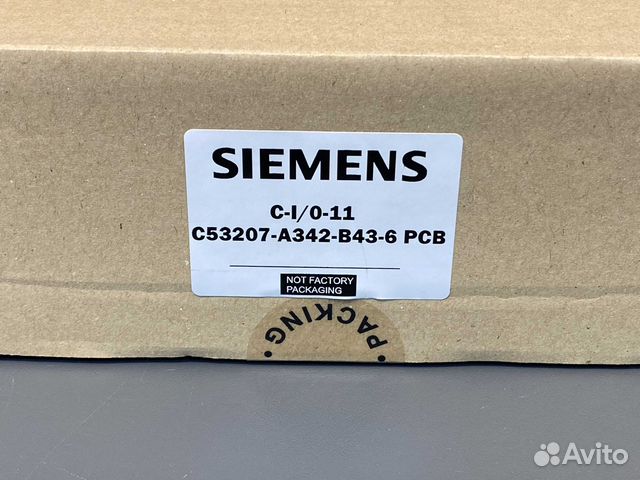 SIEMENS
C-I/0-11
C53207-A342-B43-6 PCB
NOT FACTORY
PACKAGING
• PACKING •
Avito